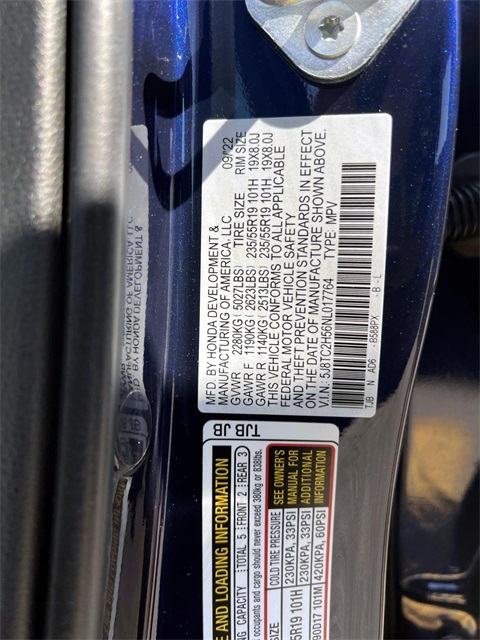 MFD. BY HONDA DEVELOPMENT & 09/22
MANUFACTURING OF AMERICA, LLC
GVWR 2280KG(5027LBS) TIRE SIZE RIM SIZE
GAWR F 1190KG(2623LBS) 235/55R19 101H 19X8.0J
GAWR R 1140KG(2513LBS) 235/55R19 101H 19X8.0J
THIS VEHICLE CONFORMS TO ALL APPLICABLE
FEDERAL MOTOR VEHICLE SAFETY
AND THEFT PREVENTION STANDARDS IN EFFECT
ON THE DATE OF MANUFACTURE SHOWN ABOVE.
V.I.N. 5J8TC2H56NL017764 TYPE: MPV
TJB N AD6 -B588PX -B-L
TJB JB
E AND LOADING INFORMATION
NG CAPACITY TOTAL 5 FRONT 2 REAR 3
occupants and cargo should never exceed 380kg or 838lbs.
SIZE COLD TIRE PRESSURE SEE OWNER'S
MANUAL FOR
ADDITIONAL
INFORMATION
5R19 101H 230KPA, 33PSI
5R19 101H 230KPA, 33PSI
80D17 101M 420KPA, 60PSI